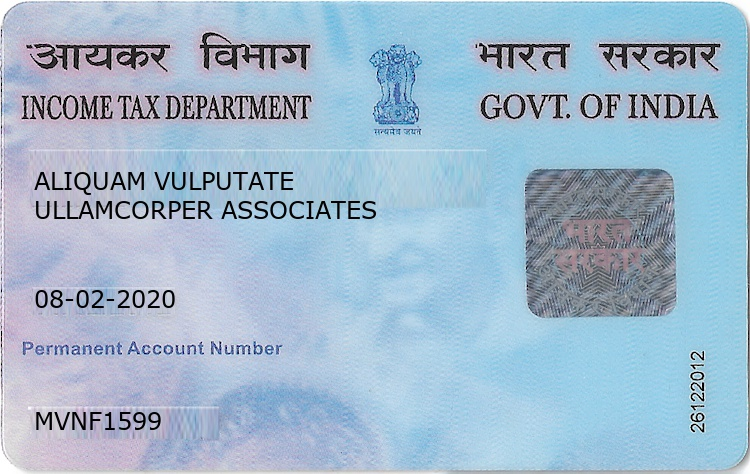 आयकर विभाग
INCOME TAX DEPARTMENT
सत्यमेव जयते
भारत सरकार
GOVT. OF INDIA
ALIQUAM VULPUTATE
ULLAMCORPER ASSOCIATES
भारत
सरकार
08-02-2020
Permanent Account Number
MVNF1599
26122012